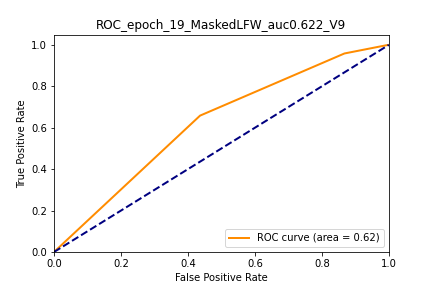 ROC_epoch_19_MaskedLFW_auc0.622_V9
True Positive Rate
1.0
0.8
0.6
0.4
0.2
0.0
ROC curve (area = 0.62)
0.0 0.2 0.4 0.6 0.8 1.0
False Positive Rate